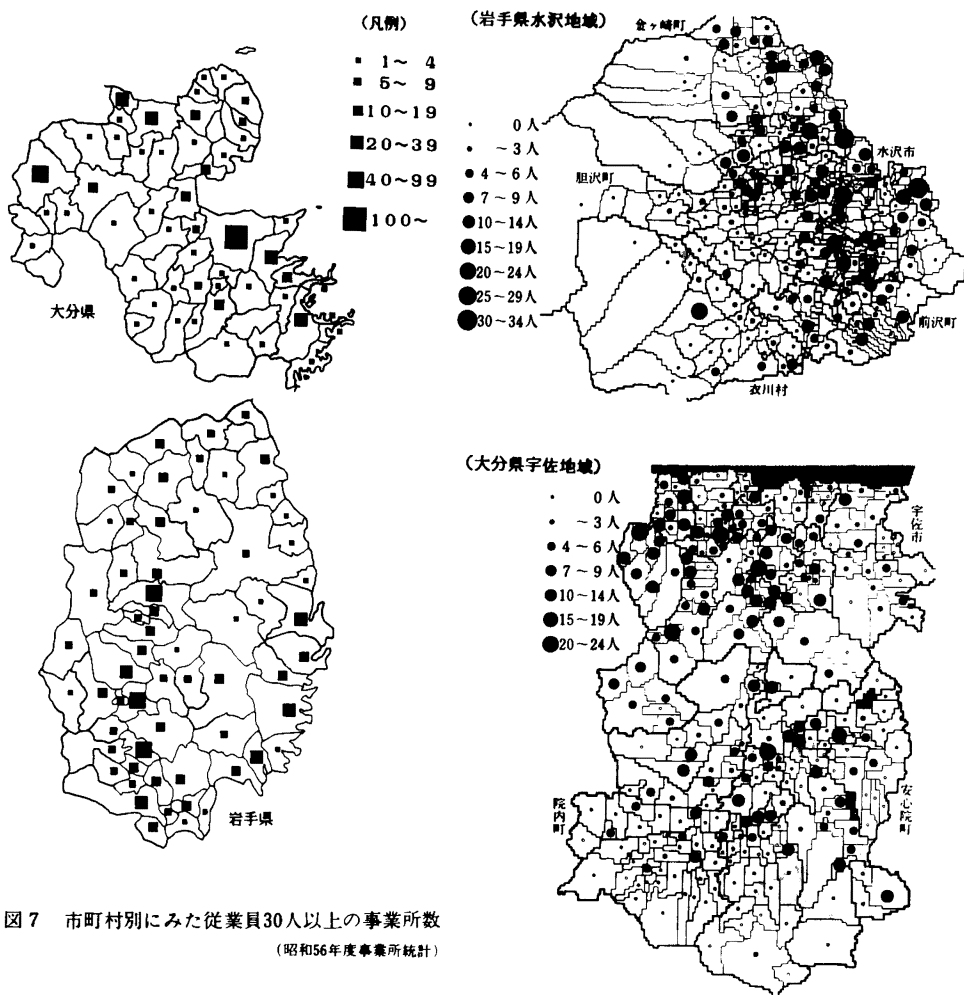 (凡例)
1～ 4
5～ 9
10～19
20～39
40～99
100～
大分県
岩手県
(岩手県水沢地域)
0人
～3人
4～6人
7～9人
10～14人
15～19人
20～24人
25～29人
30～34人
金ヶ崎町
水沢市
胆沢町
前沢町
衣川村
(大分県宇佐地域)
0人
～3人
4～6人
7～9人
10～14人
15～19人
20～24人
宇佐市
院内町
安心院町
図7 市町村別にみた従業員30人以上の事業所数
(昭和56年度事業所統計)